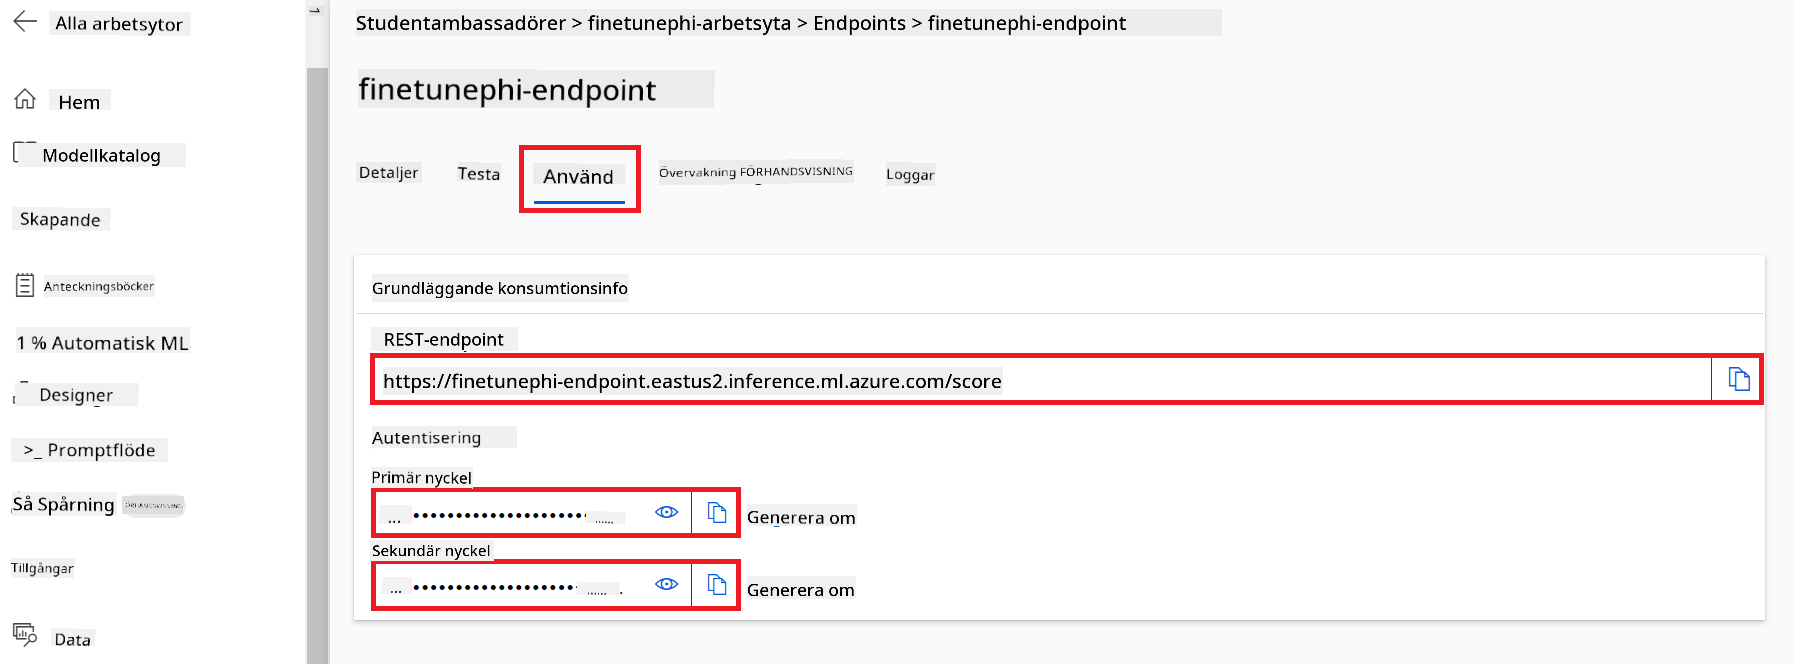 Alla arbetsytor
Hem
Modellkatalog
Skapande
Anteckningsböcker
1 % Automatisk ML
Designer
>_ Promptflöde
Så Spårning
Tillgångar
Data
Studentambassadörer > finetunephi-arbetsyta > Endpoints > finetunephi-endpoint
finetunephi-endpoint
Detaljer Testa Använd Övervakning FÖRHANDSVISNING Loggar
Grundläggande konsumtionsinfo
REST-endpoint
https://finetunephi-endpoint.eastus2.inference.ml.azure.com/score
Autentisering
Primär nyckel
Generera om
Sekundär nyckel
Generera om